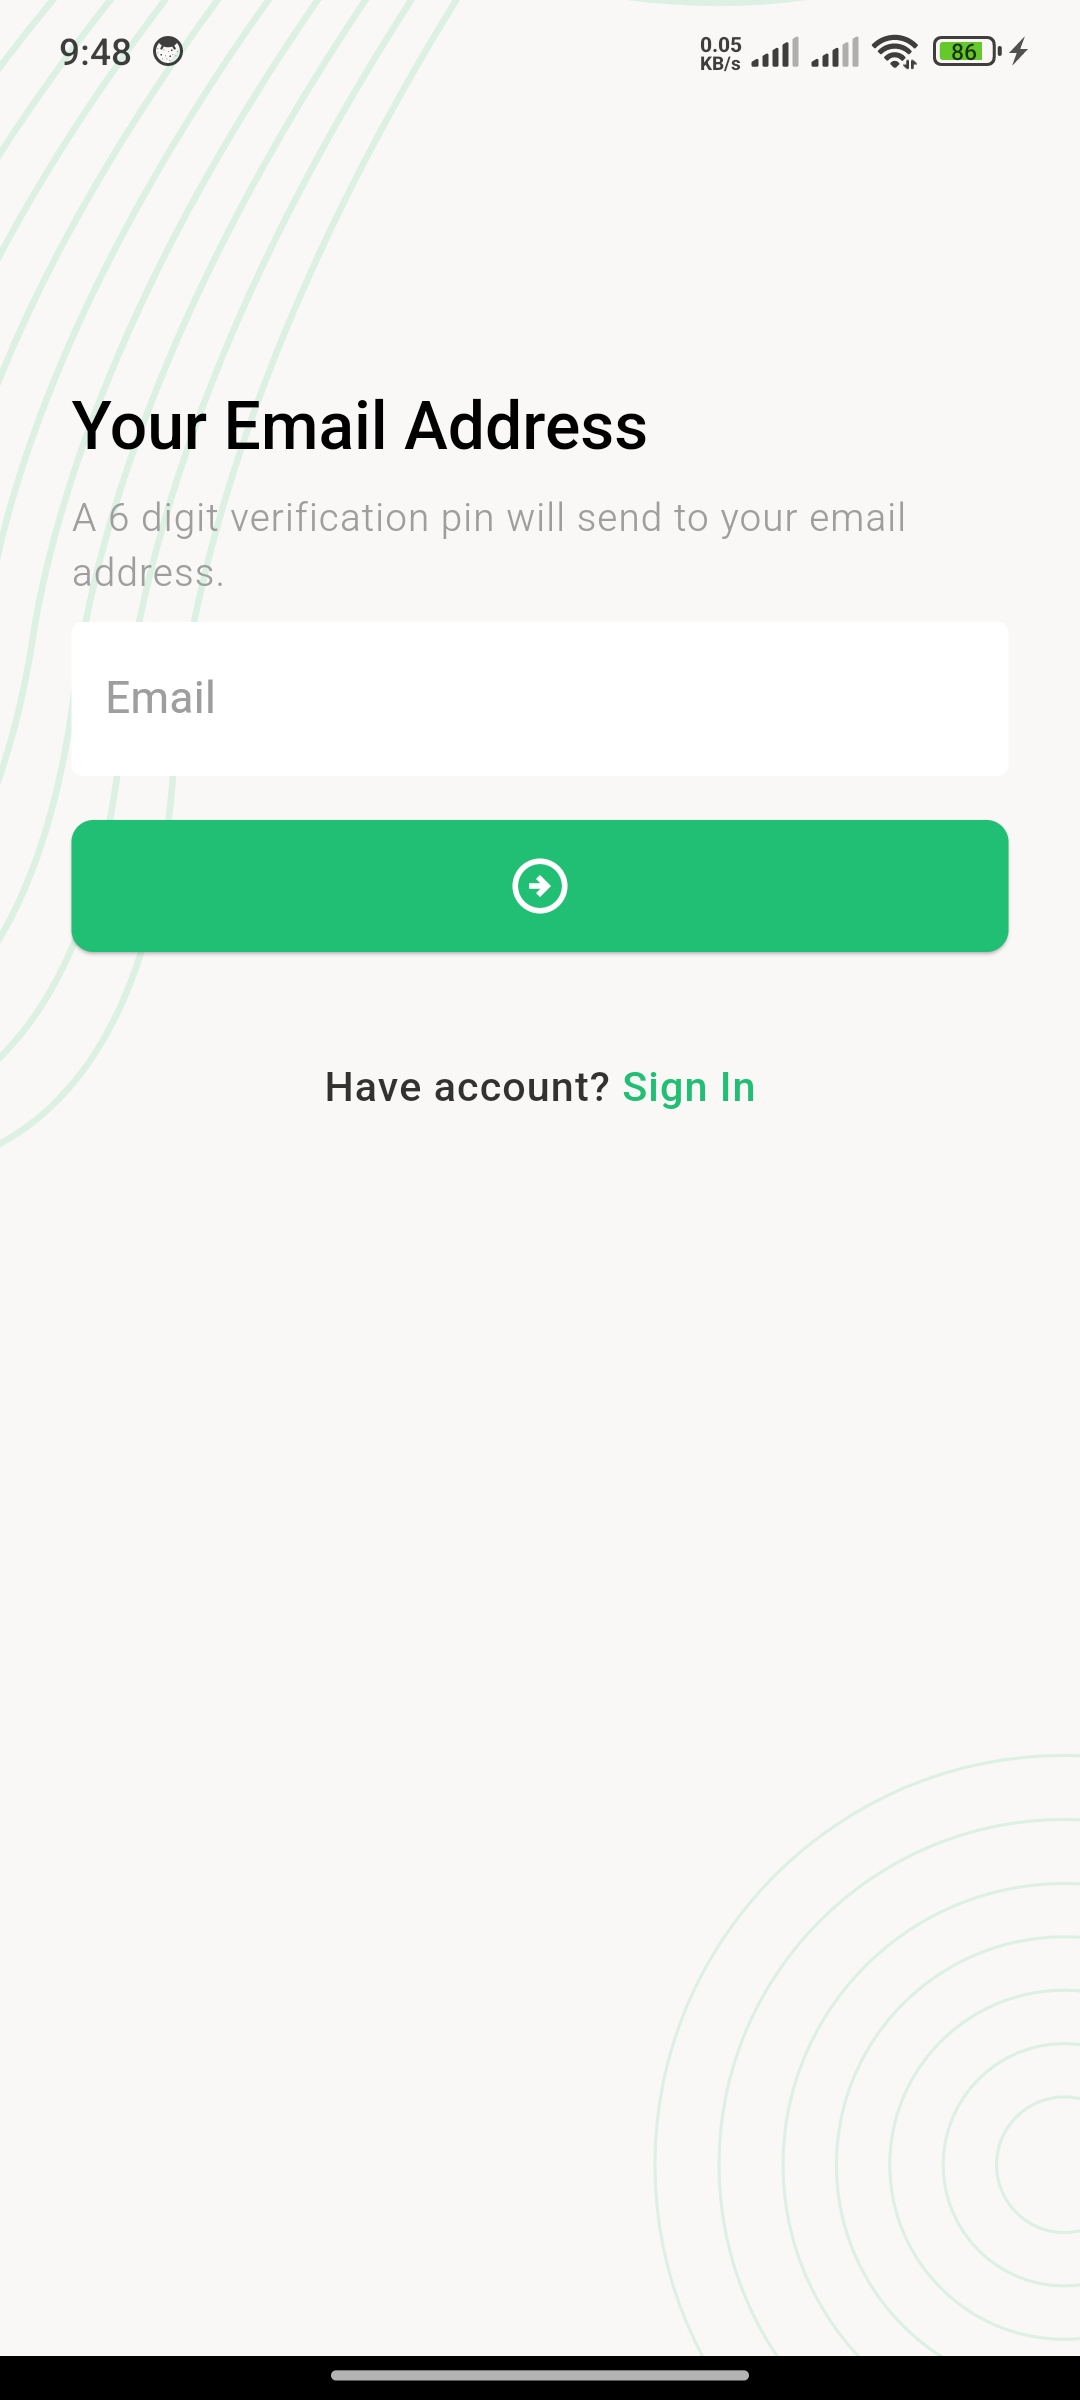 9:48
0.05
KB/s
86
Your Email Address
A 6 digit verification pin will send to your email
address.
Email
Have account? Sign In